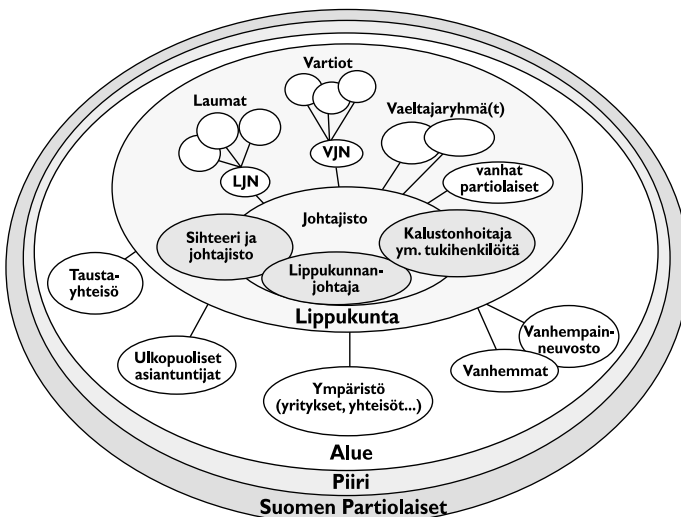 Vartiot
Laumat
Vaeltajaryhmä(t)
VJN
LJN
vanhat
partiolaiset
Johtajisto
Sihteeri ja
johtajisto
Kalustonhoitaja
ym. tukihenkilöitä
Lippukunnan-
johtaja
Lippukunta
Tausta-
yhteisö
Ulkopuoliset
asiantuntijat
Ympäristö
(yritykset, yhteisöt...)
Vanhempain-
neuvosto
Vanhemmat
Alue
Piiri
Suomen Partiolaiset